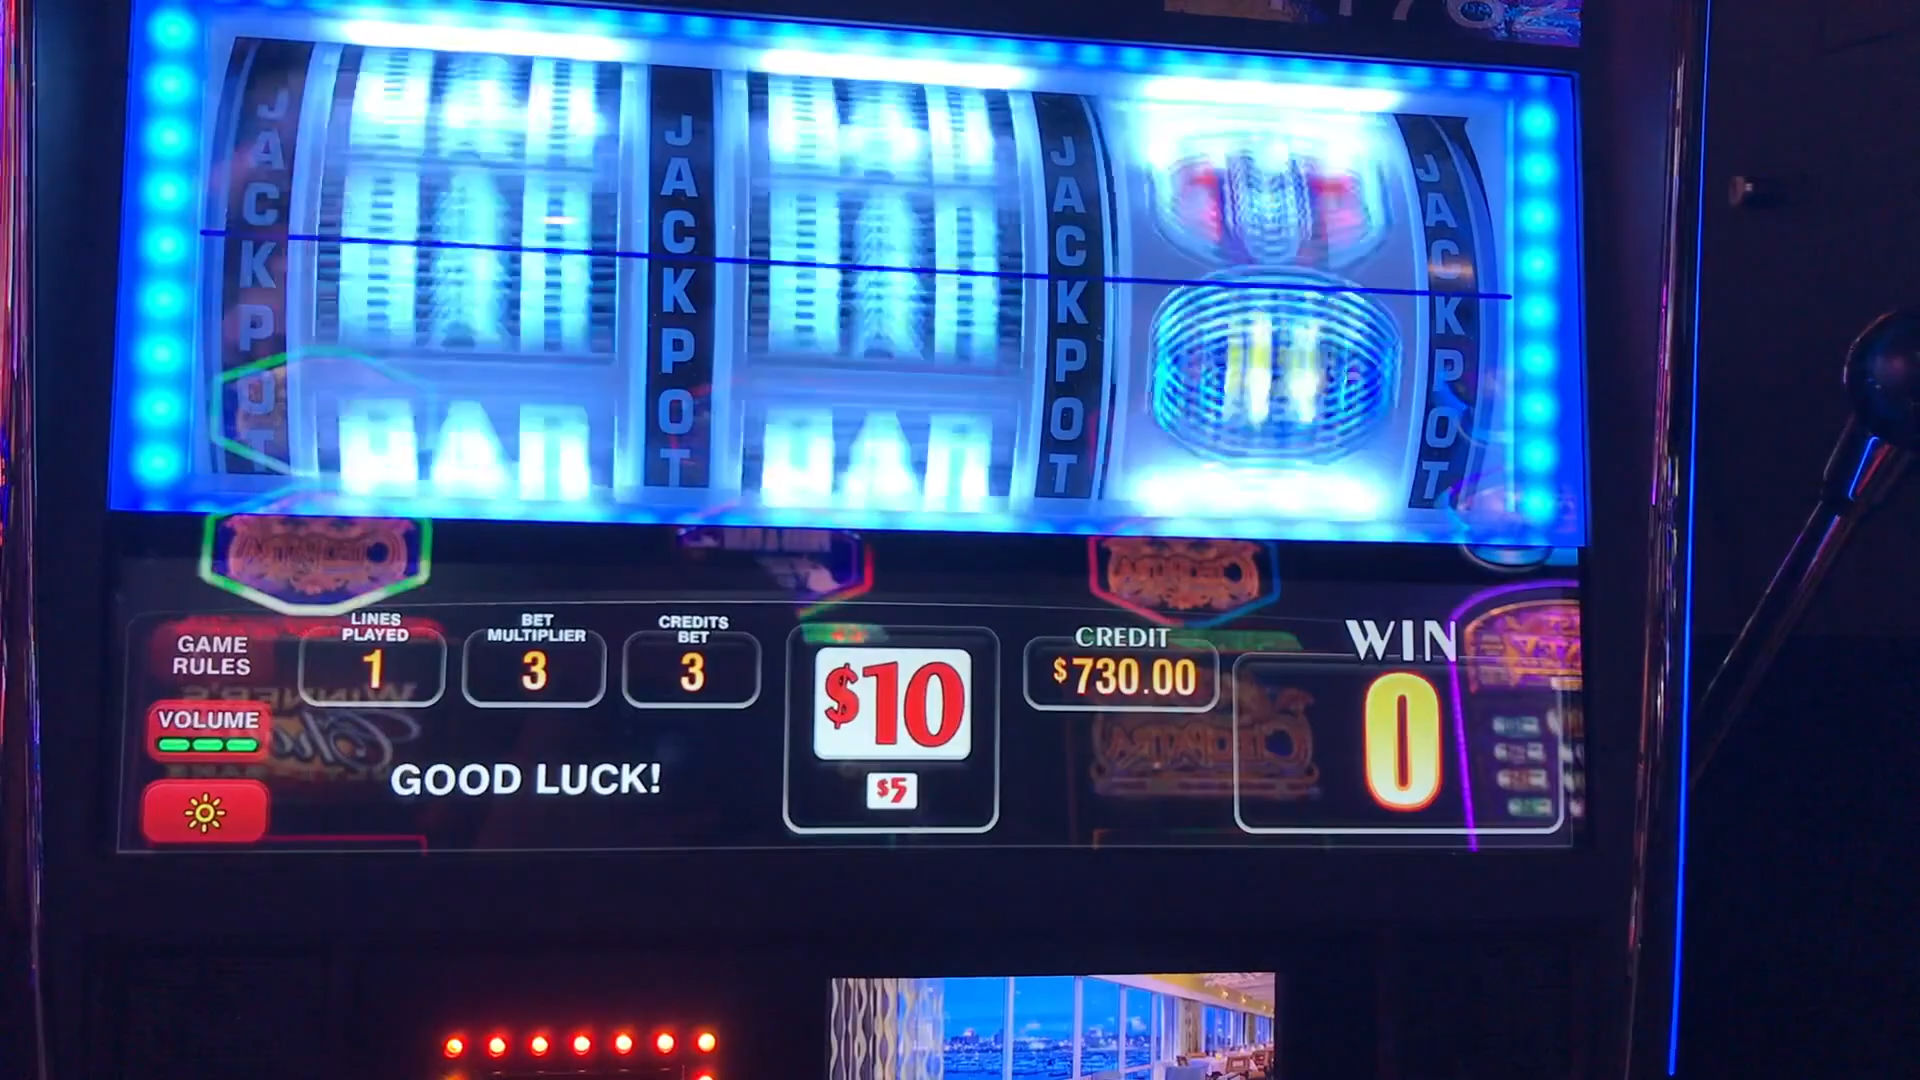 JACKPOT
JACKPOT
JACKPOT
JACKPOT
GAME
RULES
LINES
PLAYED
1
BET
MULTIPLIER
3
CREDITS
BET
3
$10
$5
CREDIT
$730.00
WIN
0
VOLUME
GOOD LUCK!
CLEOPATRA